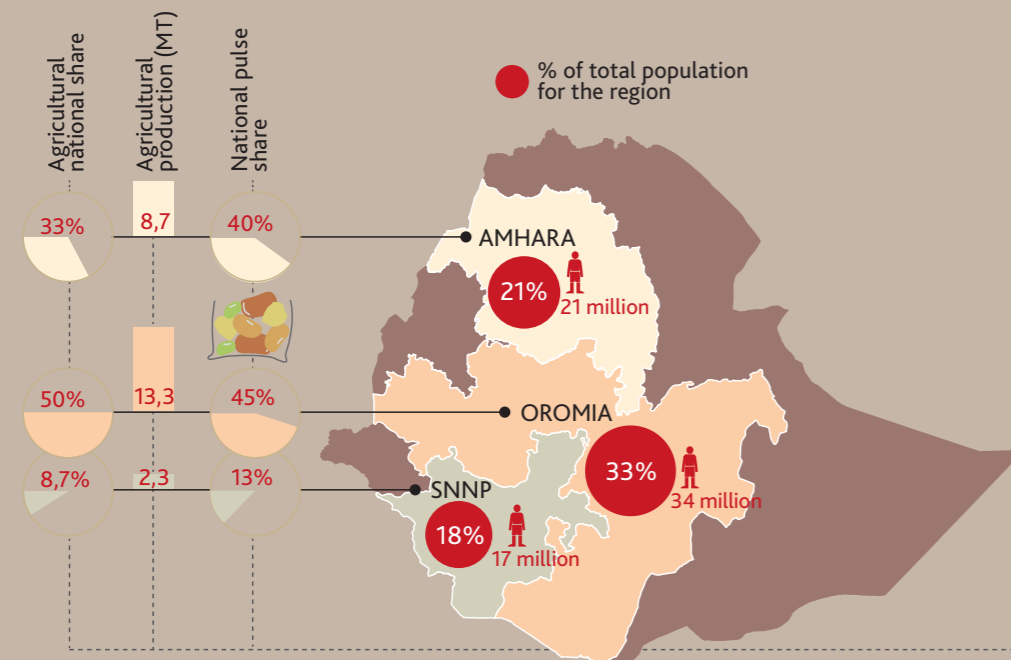 Agricultural
national share
Agricultural
production (MT)
National pulse
share
% of total population
for the region
33%
8,7
40%
AMHARA
21%
21 million
50%
13,3
45%
OROMIA
33%
34 million
8,7%
2,3
13%
SNNP
18%
17 million